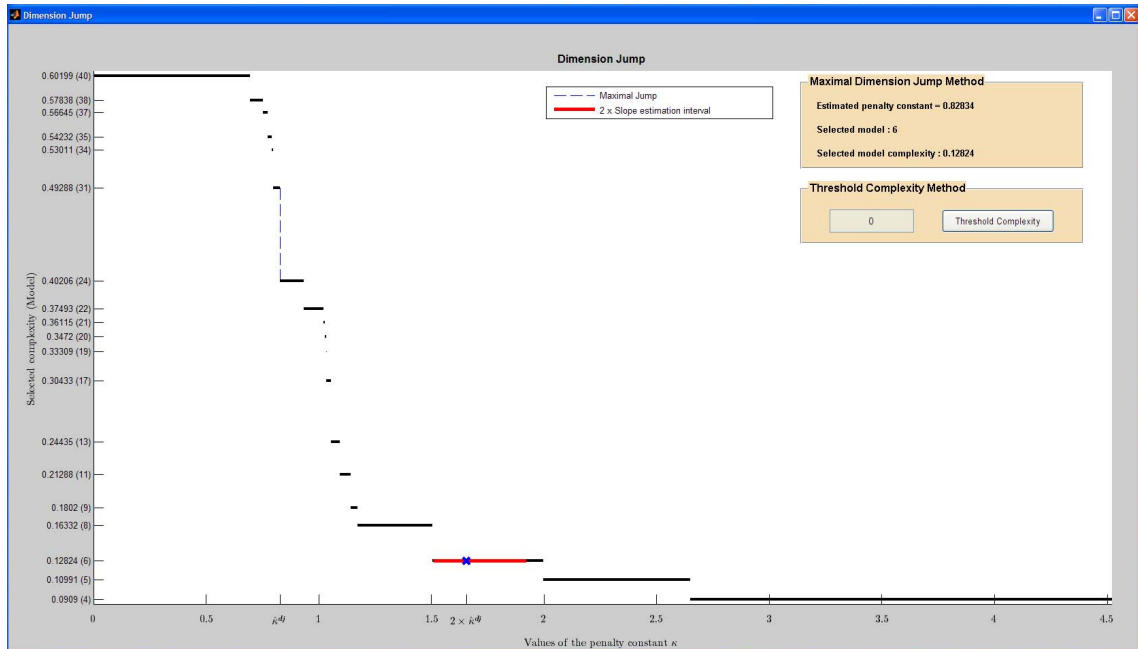 Dimension Jump
Dimension Jump
Maximal Jump
2 x Slope estimation interval
Maximal Dimension Jump Method
Estimated penalty constant = 0.82834
Selected model : 6
Selected model complexity : 0.12824
Threshold Complexity Method
0
Threshold Complexity
Selected complexity (Model)
0.60199 (40)
0.57838 (38)
0.56645 (37)
0.54232 (35)
0.53011 (34)
0.49288 (31)
0.40206 (24)
0.37493 (22)
0.36115 (21)
0.3472 (20)
0.33309 (19)
0.30433 (17)
0.24435 (13)
0.21288 (11)
0.1802 (9)
0.16332 (8)
0.12824 (6)
0.10991 (5)
0.0909 (4)
0 0.5 κ̂^dj 1 1.5 2 × κ̂^dj 2 2.5 3 3.5 4 4.5
Values of the penalty constant κ